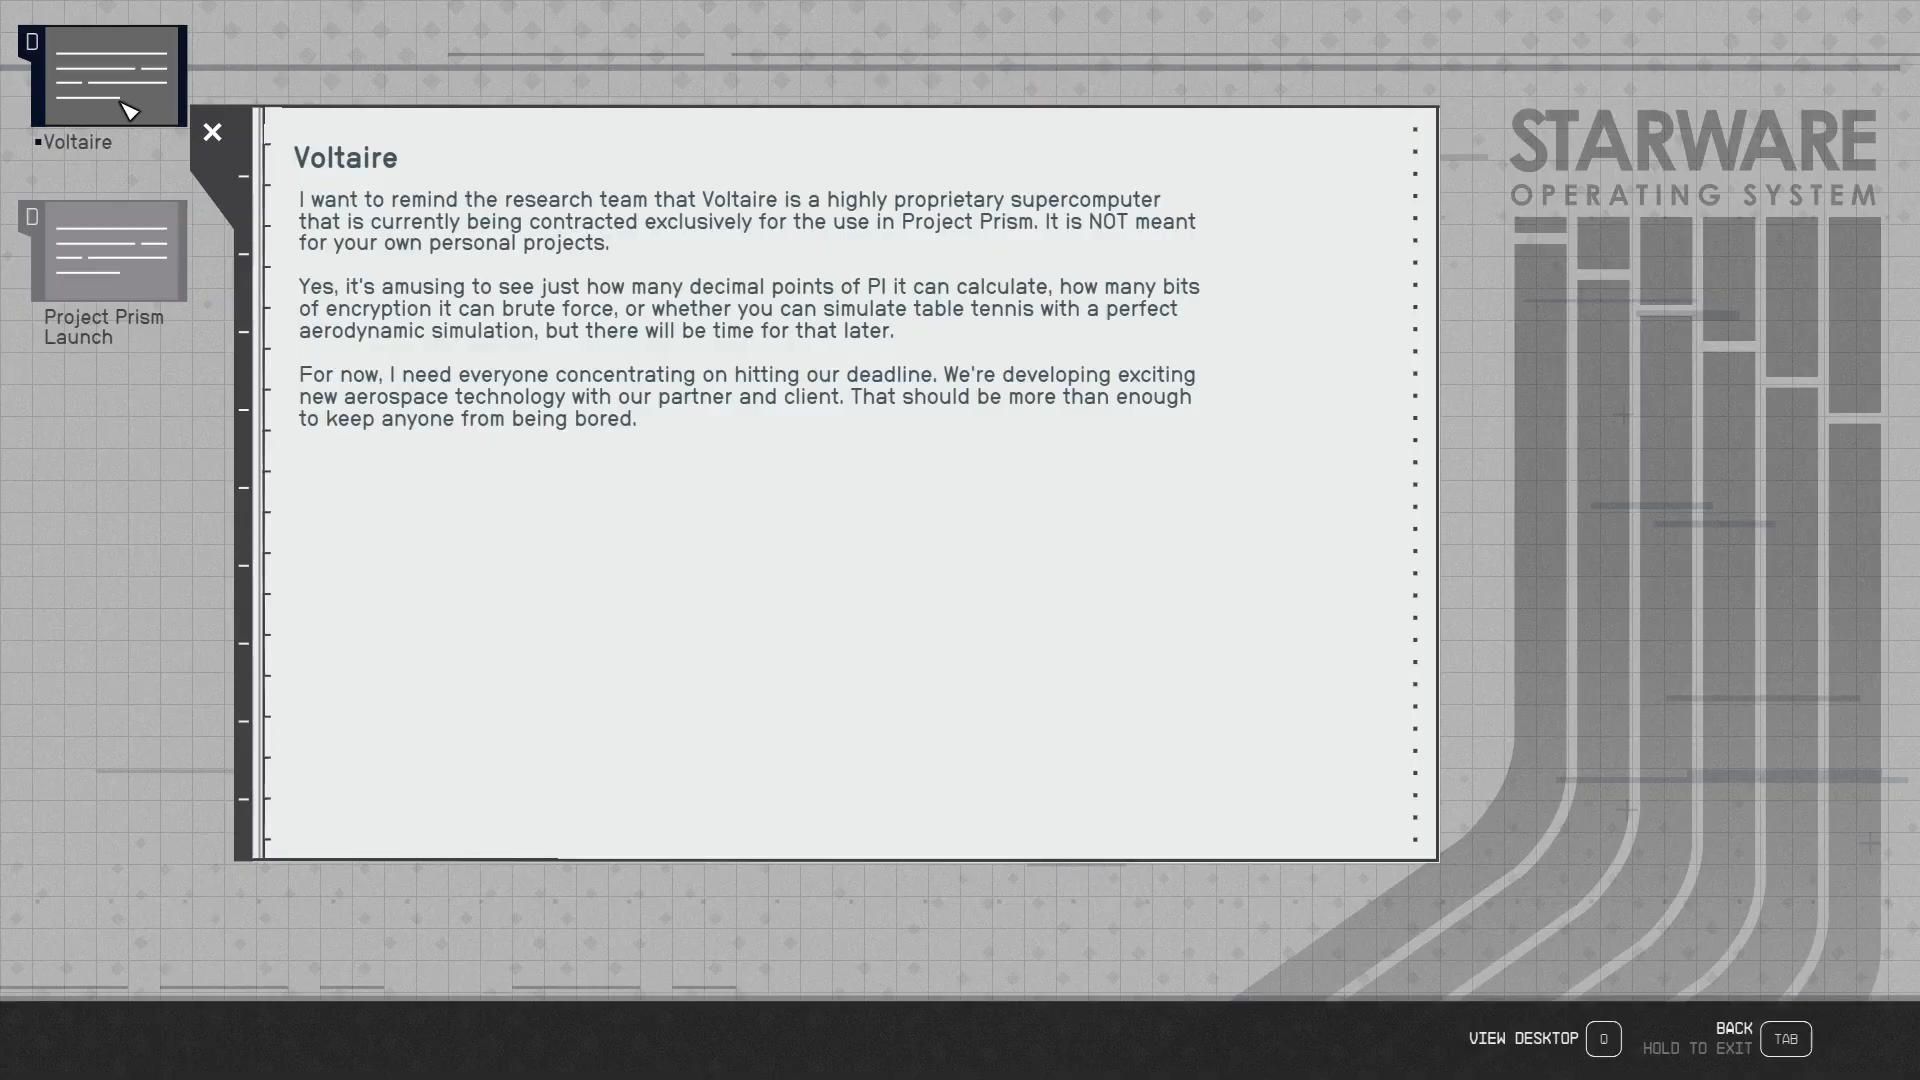 Voltaire
Project Prism
Launch
Voltaire
I want to remind the research team that Voltaire is a highly proprietary supercomputer
that is currently being contracted exclusively for the use in Project Prism. It is NOT meant
for your own personal projects.
Yes, it's amusing to see just how many decimal points of PI it can calculate, how many bits
of encryption it can brute force, or whether you can simulate table tennis with a perfect
aerodynamic simulation, but there will be time for that later.
For now, I need everyone concentrating on hitting our deadline. We're developing exciting
new aerospace technology with our partner and client. That should be more than enough
to keep anyone from being bored.
STARWARE
OPERATING SYSTEM
VIEW DESKTOP Q
BACK
HOLD TO EXIT TAB